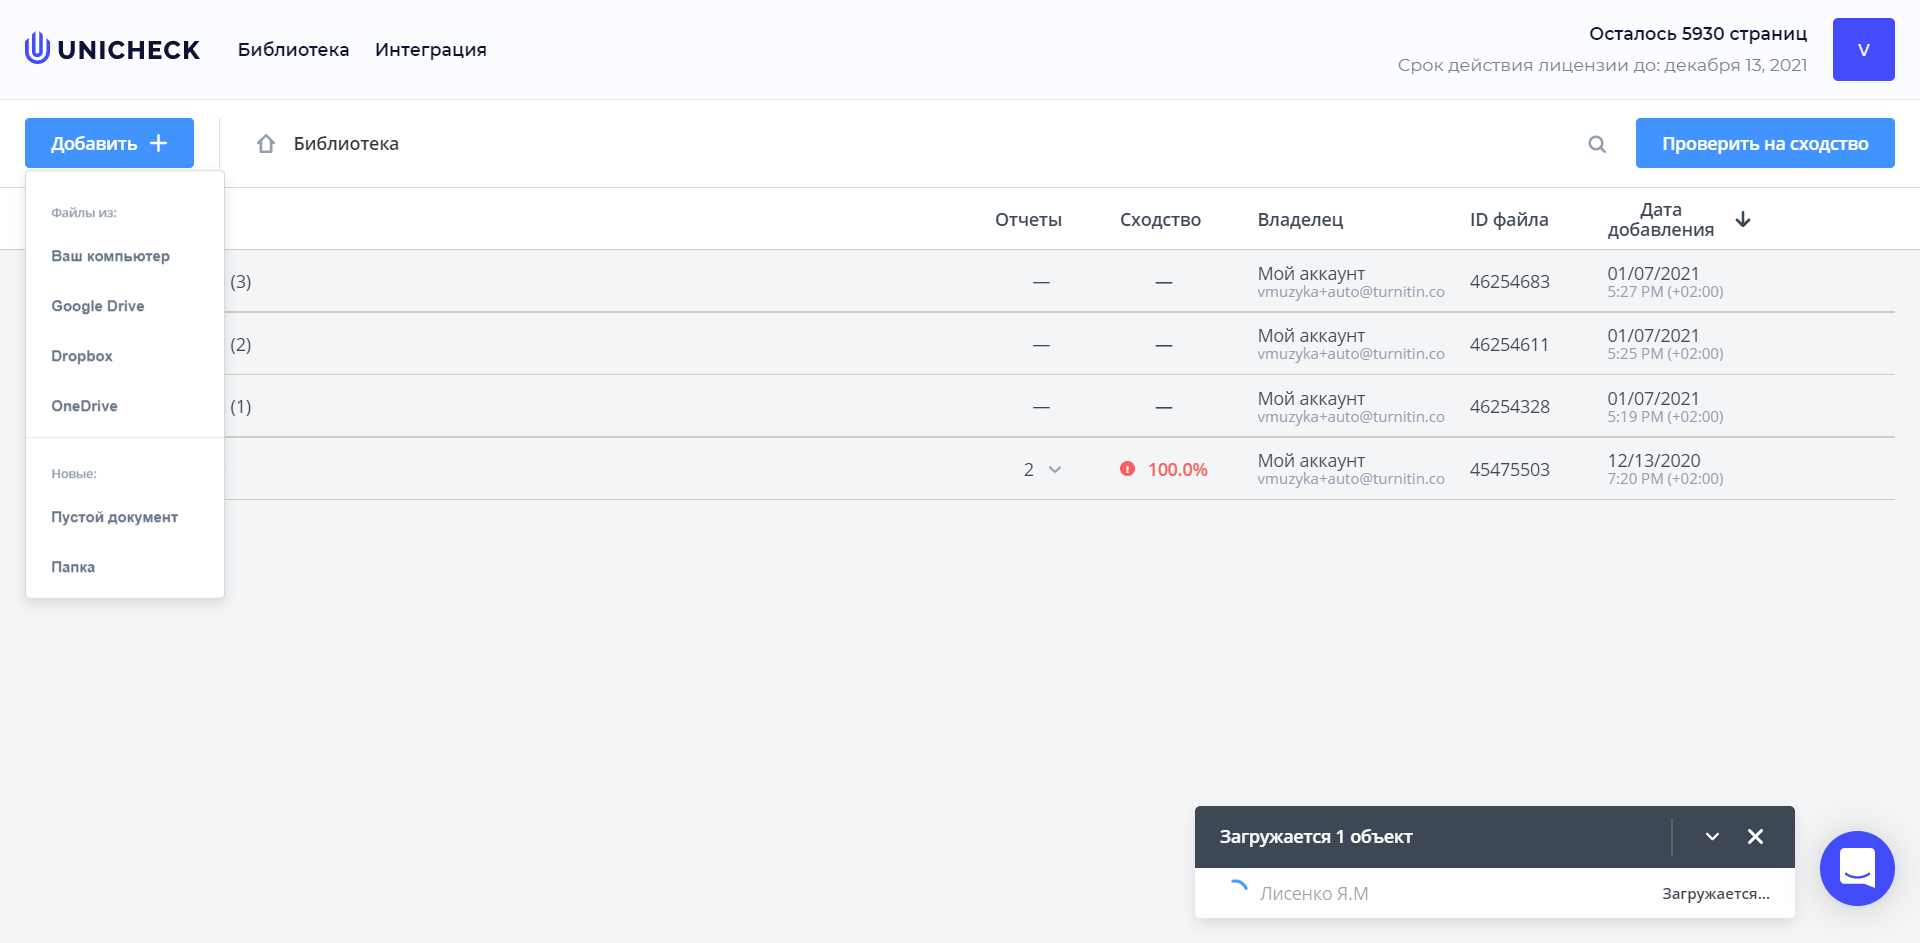 UNICHECK
Библиотека
Интеграция
Осталось 5930 страниц
Срок действия лицензии до: декабря 13, 2021
V
Добавить
Библиотека
Проверить на сходство
Файлы из:
Ваш компьютер
Google Drive
Dropbox
OneDrive
Новые:
Пустой документ
Папка
Отчеты
Сходство
Владелец
ID файла
Дата
добавления
(3)
—
—
Мой аккаунт
vmuzyka+auto@turnitin.co
46254683
01/07/2021
5:27 PM (+02:00)
(2)
—
—
Мой аккаунт
vmuzyka+auto@turnitin.co
46254611
01/07/2021
5:25 PM (+02:00)
(1)
—
—
Мой аккаунт
vmuzyka+auto@turnitin.co
46254328
01/07/2021
5:19 PM (+02:00)
2
100.0%
Мой аккаунт
vmuzyka+auto@turnitin.co
45475503
12/13/2020
7:20 PM (+02:00)
Загружается 1 объект
Лисенко Я.М
Загружается...